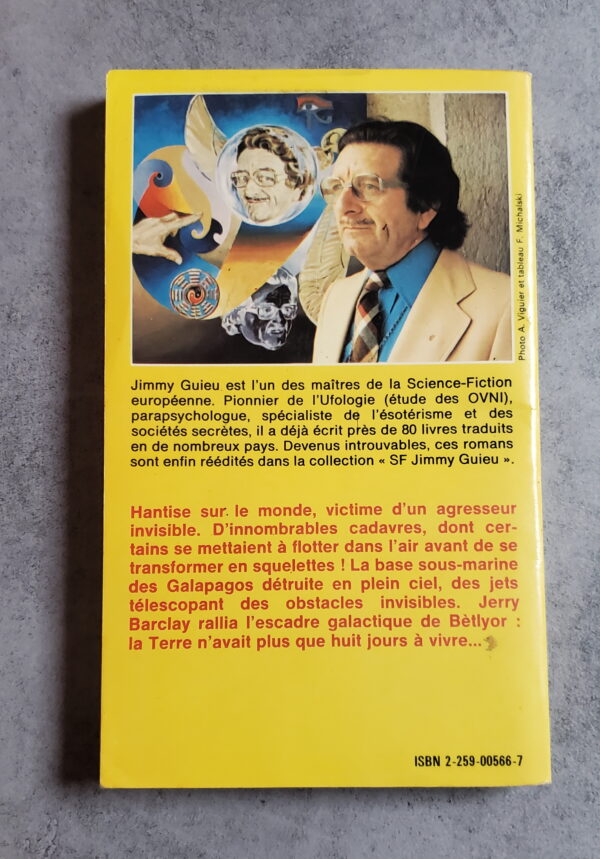 Photo A. Viguier et tableau F. Michalski
Jimmy Guieu est l'un des maîtres de la Science-Fiction
européenne. Pionnier de l'Ufologie (étude des OVNI),
parapsychologue, spécialiste de l'ésotérisme et des
sociétés secrètes, il a déjà écrit près de 80 livres traduits
en de nombreux pays. Devenus introuvables, ces romans
sont enfin réédités dans la collection « SF Jimmy Guieu ».
Hantise sur le monde, victime d'un agresseur
invisible. D'innombrables cadavres, dont cer-
tains se mettaient à flotter dans l'air avant de se
transformer en squelettes ! La base sous-marine
des Galapagos détruite en plein ciel, des jets
télescopant des obstacles invisibles. Jerry
Barclay rallia l'escadre galactique de Bètlyor :
la Terre n'avait plus que huit jours à vivre...
ISBN 2-259-00566-7